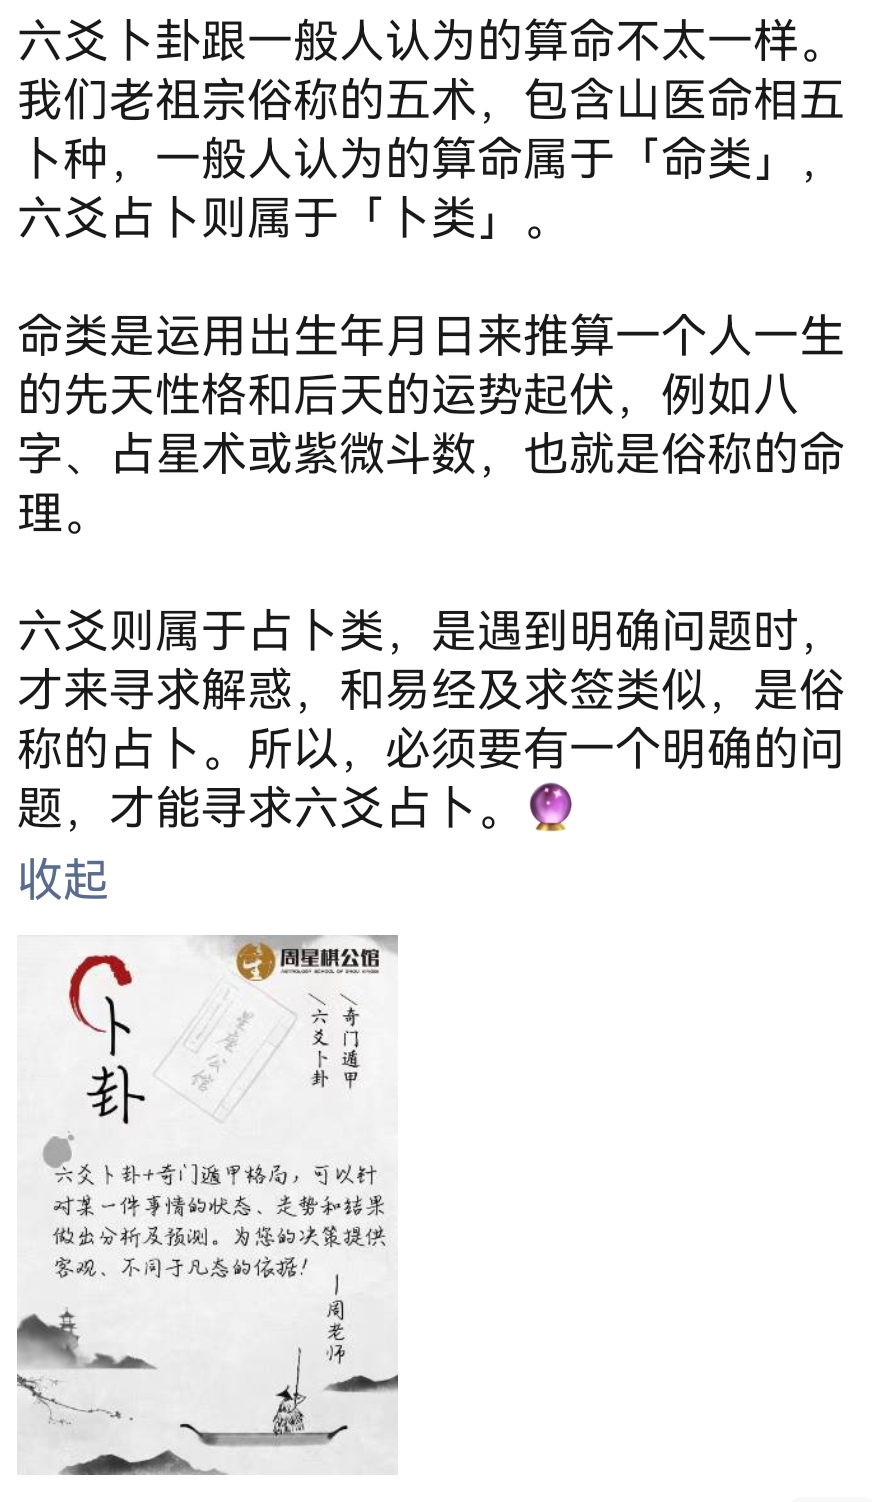 六爻卜卦跟一般人认为的算命不太一样。
我们老祖宗俗称的五术，包含山医命相五
卜种，一般人认为的算命属于「命类」，
六爻占卜则属于「卜类」。
命类是运用出生年月日来推算一个人一生
的先天性格和后天的运势起伏，例如八
字、占星术或紫微斗数，也就是俗称的命
理。
六爻则属于占卜类，是遇到明确问题时，
才来寻求解惑，和易经及求签类似，是俗
称的占卜。所以，必须要有一个明确的问
题，才能寻求六爻占卜。🔮
收起
周星棋公馆
ASTROLOGY SCHOOL OF ZHOU XINGQI
卜卦
星座公馆
\奇门遁甲
\六爻卜卦
六爻卜卦+奇门遁甲格局，可以针
对某一件事情的状态、走势和结果
做出分析及预测。为您的决策提供
客观、不同于凡态的依据！
—周老师